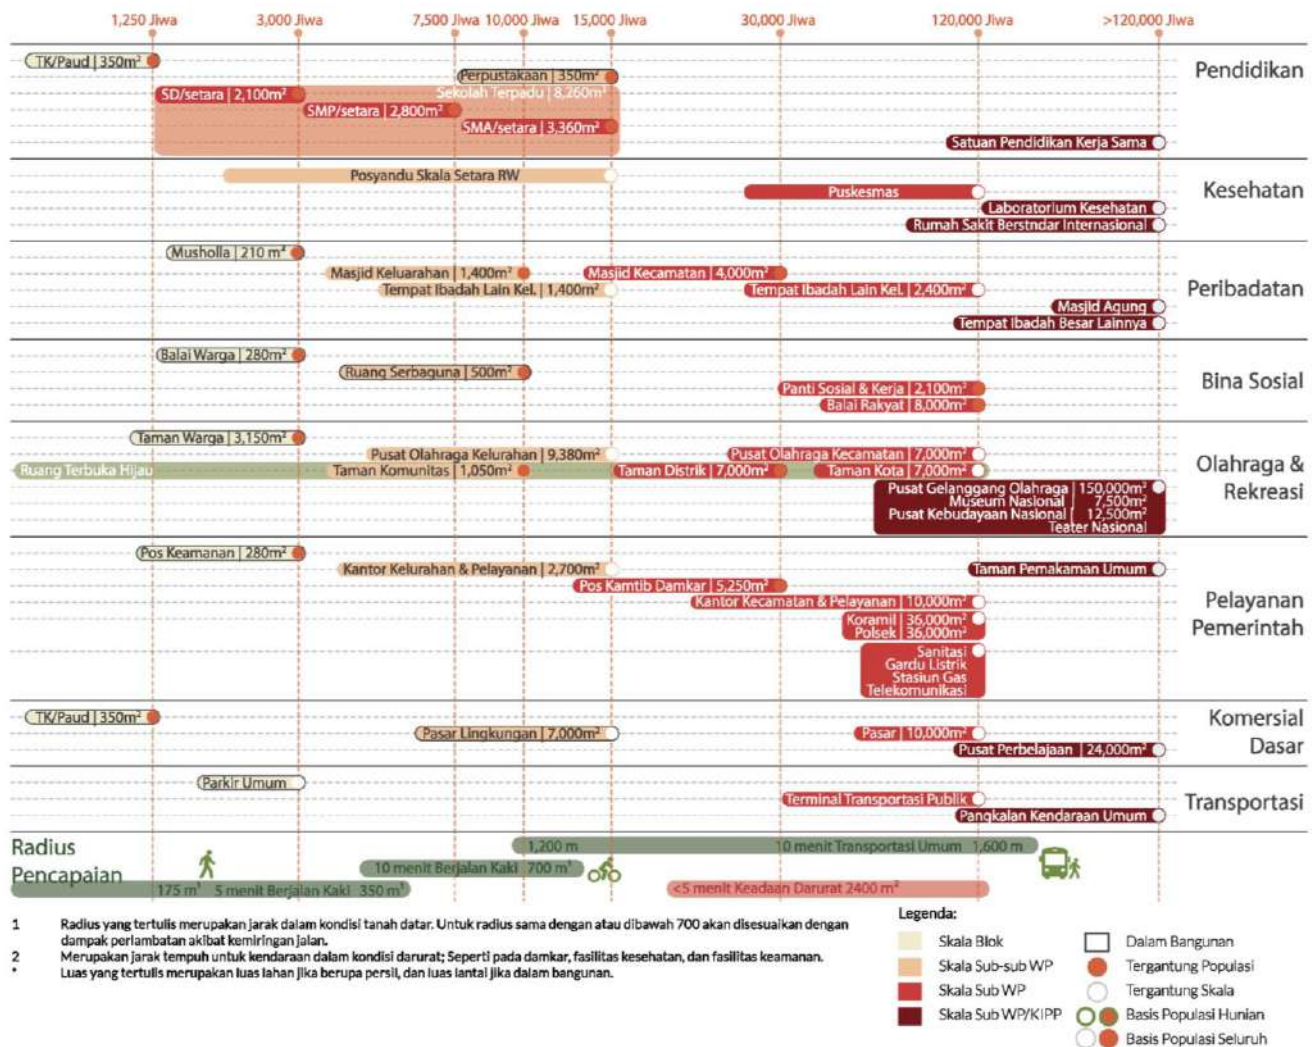 1,250 Jiwa 3,000 Jiwa 7,500 Jiwa 10,000 Jiwa 15,000 Jiwa 30,000 Jiwa 120,000 Jiwa >120,000 Jiwa
TK/Paud | 350m²
Pendidikan
Perpustakaan | 350m²
SD/setara | 2,100m² Sekolah Terpadu | 8,260m²
SMP/setara | 2,800m²
SMA/setara | 3,360m²
Satuan Pendidikan Kerja Sama
Posyandu Skala Setara RW
Kesehatan
Puskesmas
Laboratorium Kesehatan
Rumah Sakit Berstndar Internasional
Musholla | 210 m²
Masjid Keluarahan | 1,400m² Masjid Kecamatan | 4,000m²
Peribadatan
Tempat Ibadah Lain Kel. | 1,400m² Tempat Ibadah Lain Kel. | 2,400m²
Masjid Agung
Tempat Ibadah Besar Lainnya
Balai Warga | 280m²
Ruang Serbaguna | 500m²
Bina Sosial
Panti Sosial & Kerja | 2,100m²
Balai Rakyat | 8,000m²
Taman Warga | 3,150m²
Pusat Olahraga Kelurahan | 9,380m² Pusat Olahraga Kecamatan | 7,000m²
Olahraga &
Rekreasi
Ruang Terbuka Hijau Taman Komunitas | 1,050m² Taman Distrik | 7,000m² Taman Kota | 7,000m²
Pusat Gelanggang Olahraga | 150,000m²
Museum Nasional | 7,500m²
Pusat Kebudayaan Nasional | 12,500m²
Teater Nasional
Pos Keamanan | 280m²
Kantor Kelurahan & Pelayanan | 2,700m² Taman Pemakaman Umum
Pos Kamtib Damkar | 5,250m²
Pelayanan
Pemerintah
Kantor Kecamatan & Pelayanan | 10,000m²
Koramil | 36,000m²
Polsek | 36,000m²
Sanitasi
Gardu Listrik
Stasiun Gas
Telekomunikasi
TK/Paud | 350m²
Komersial
Dasar
Pasar Lingkungan | 7,000m² Pasar | 10,000m²
Pusat Perbelajaan | 24,000m²
Parkir Umum
Transportasi
Terminal Transportasi Publik
Pangkalan Kendaraan Umum
Radius
Pencapaian
1,200 m 10 menit Transportasi Umum 1,600 m
10 menit Berjalan Kaki 700 m¹
175 m¹ 5 menit Berjalan Kaki 350 m¹ <5 menit Keadaan Darurat 2400 m²
1 Radius yang tertulis merupakan jarak dalam kondisi tanah datar. Untuk radius sama dengan atau dibawah 700 akan disesuaikan dengan
dampak perlambatan akibat kemiringan jalan.
2 Merupakan jarak tempuh untuk kendaraan dalam kondisi darurat; Seperti pada damkar, fasilitas kesehatan, dan fasilitas keamanan.
* Luas yang tertulis merupakan luas lahan jika berupa persil, dan luas lantai jika dalam bangunan.
Legenda:
Skala Blok Dalam Bangunan
Skala Sub-sub WP Tergantung Populasi
Skala Sub WP Tergantung Skala
Skala Sub WP/KIPP Basis Populasi Hunian
Basis Populasi Seluruh